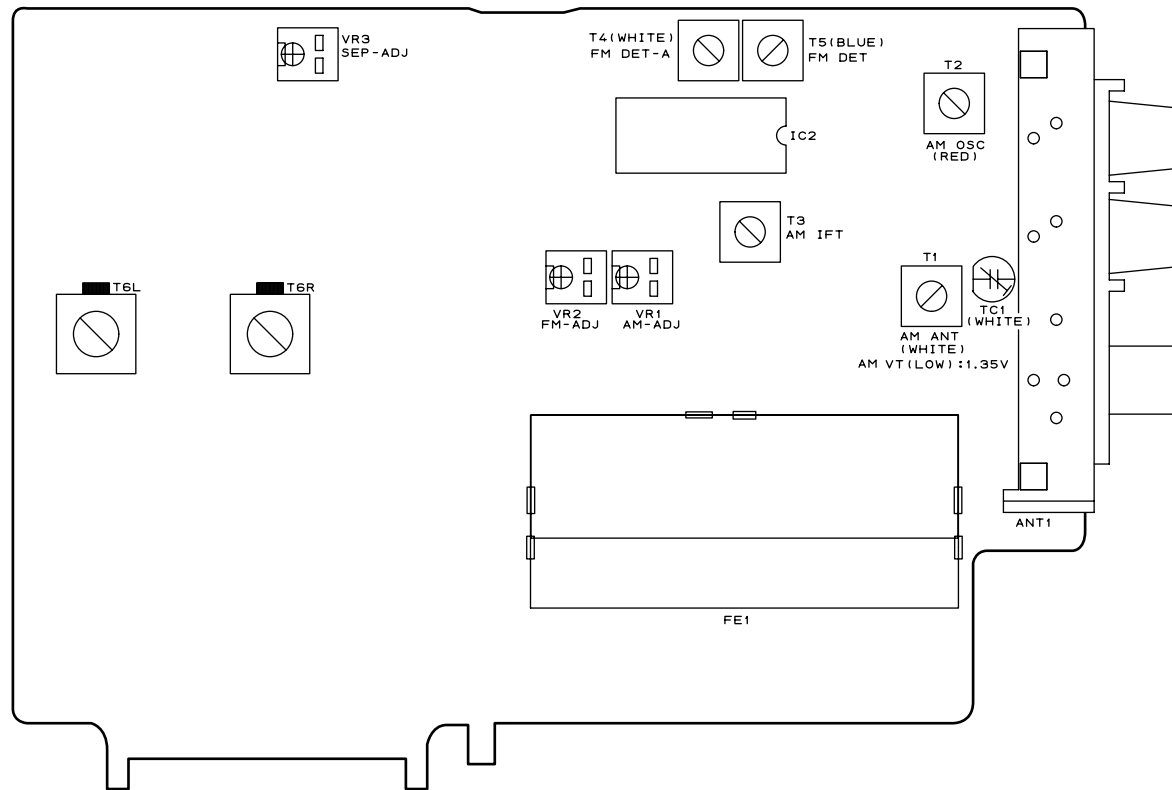 VR3
SEP-ADJ
T4(WHITE)
FM DET-A
T5(BLUE)
FM DET
T2
AM OSC
(RED)
IC2
T3
AM IFT
T1
AM ANT
(WHITE)
AM VT(LOW):1.35V
TC1
(WHITE)
VR2
FM-ADJ
VR1
AM-ADJ
T6L
T6R
ANT1
FE1